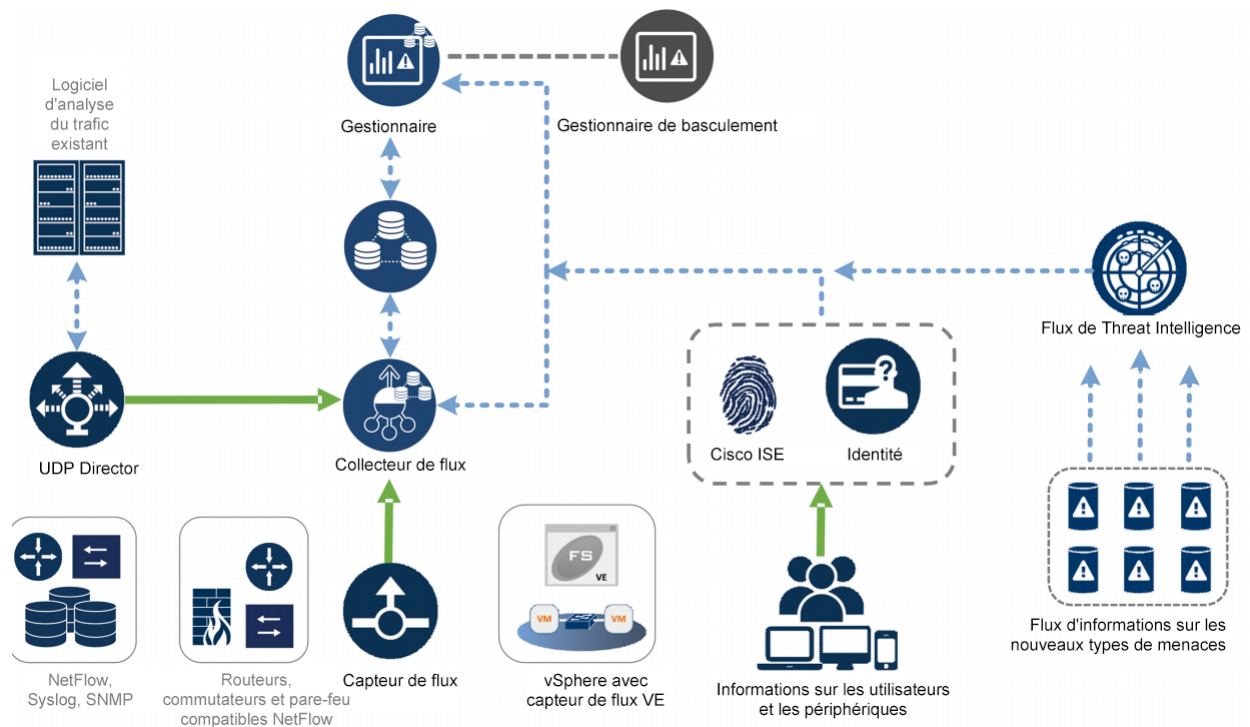 Logiciel
d'analyse
du trafic
existant
Gestionnaire
Gestionnaire de basculement
Flux de Threat Intelligence
UDP Director
Collecteur de flux
Cisco ISE
Identité
?
FS
VE
VM
VM
NetFlow,
Syslog, SNMP
Routeurs,
commutateurs et pare-feu
compatibles NetFlow
Capteur de flux
vSphere avec
capteur de flux VE
Informations sur les utilisateurs
et les périphériques
Flux d'informations sur les
nouveaux types de menaces